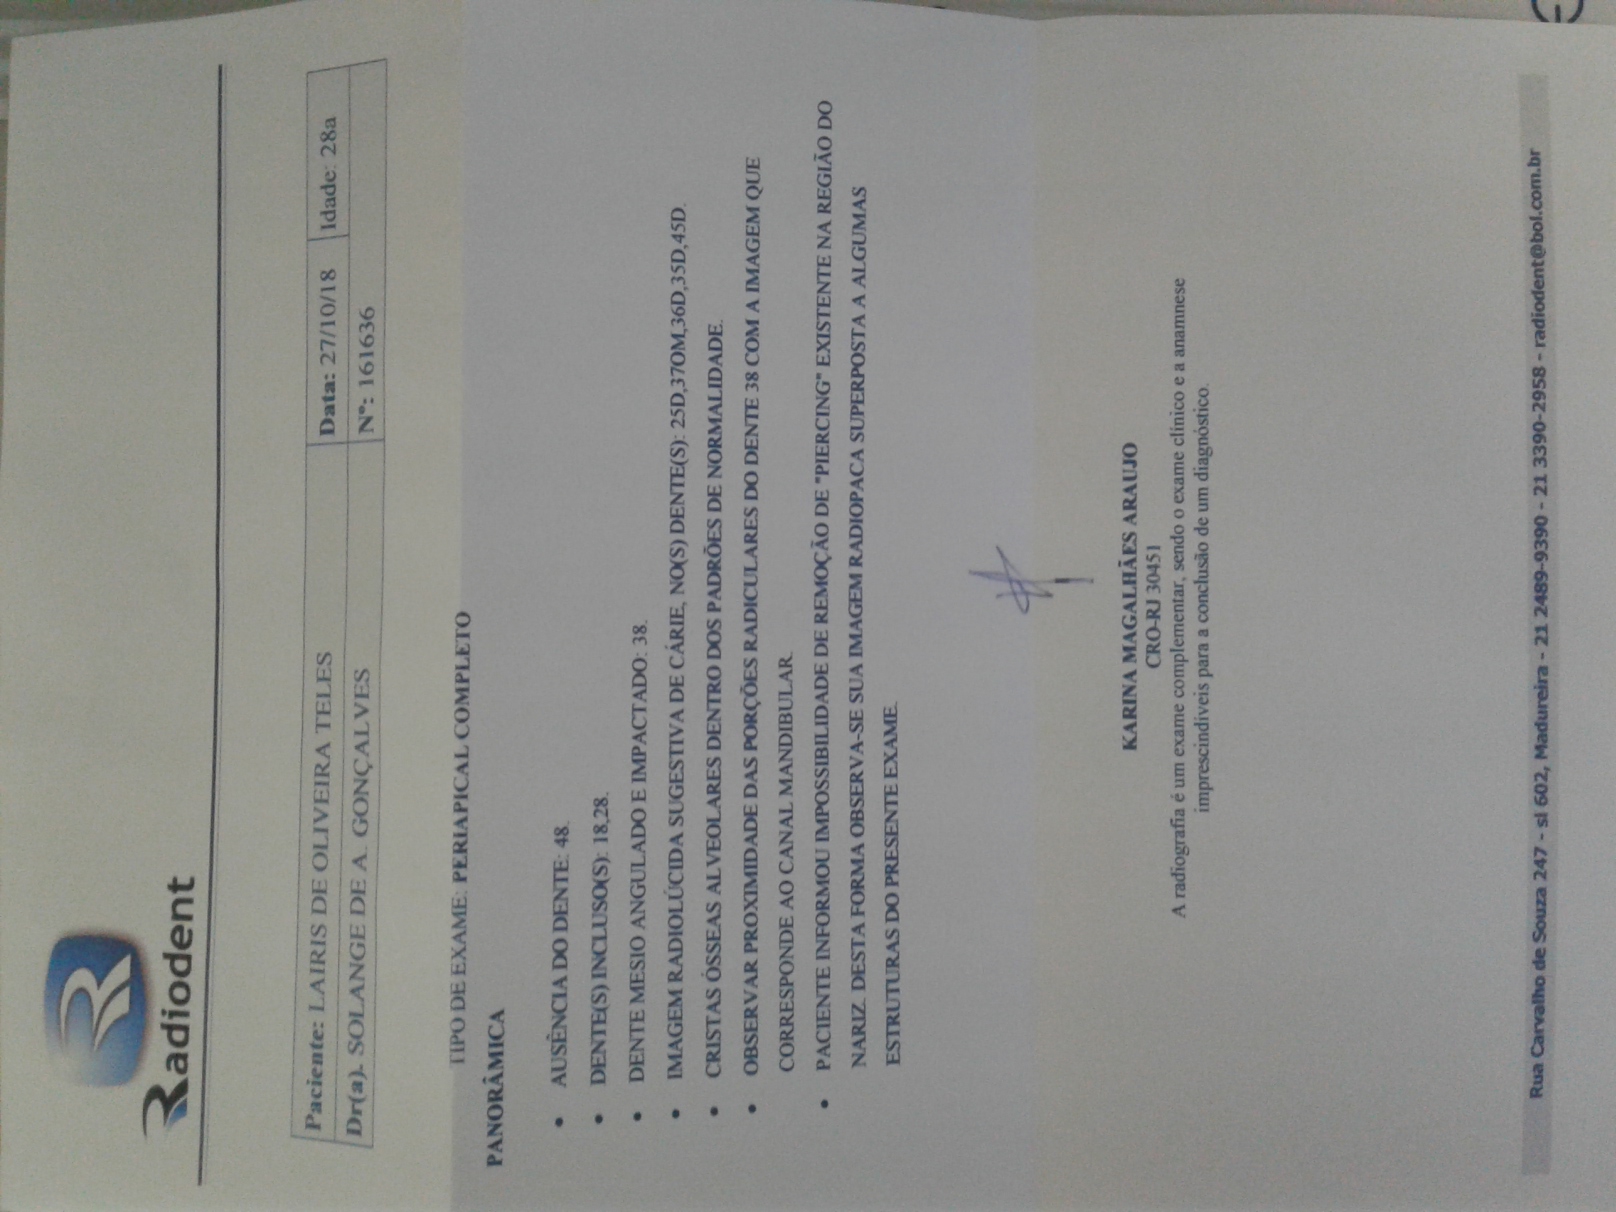 Radiodent
Paciente: LAIRIS DE OLIVEIRA TELES Data: 27/10/18 Idade: 28a
Dr(a). SOLANGE DE A. GONÇALVES Nº: 161636
TIPO DE EXAME: PERIAPICAL COMPLETO
PANORÂMICA
• AUSÊNCIA DO DENTE: 48.
• DENTE(S) INCLUSO(S): 18,28.
• DENTE MESIO ANGULADO E IMPACTADO: 38.
• IMAGEM RADIOLÚCIDA SUGESTIVA DE CÁRIE, NO(S) DENTE(S): 25D,37OM,36D,35D,45D.
• CRISTAS ÓSSEAS ALVEOLARES DENTRO DOS PADRÕES DE NORMALIDADE.
• OBSERVAR PROXIMIDADE DAS PORÇÕES RADICULARES DO DENTE 38 COM A IMAGEM QUE
CORRESPONDE AO CANAL MANDIBULAR.
• PACIENTE INFORMOU IMPOSSIBILIDADE DE REMOÇÃO DE "PIERCING" EXISTENTE NA REGIÃO DO
NARIZ. DESTA FORMA OBSERVA-SE SUA IMAGEM RADIOPACA SUPERPOSTA A ALGUMAS
ESTRUTURAS DO PRESENTE EXAME.
KARINA MAGALHÃES ARAUJO
CRO-RJ 30451
A radiografia é um exame complementar, sendo o exame clínico e a anamnese
imprescindíveis para a conclusão de um diagnóstico.
Rua Carvalho de Souza 247 - sl 602, Madureira - 21 2489-9390 - 21 3390-2958 - radiodent@bol.com.br